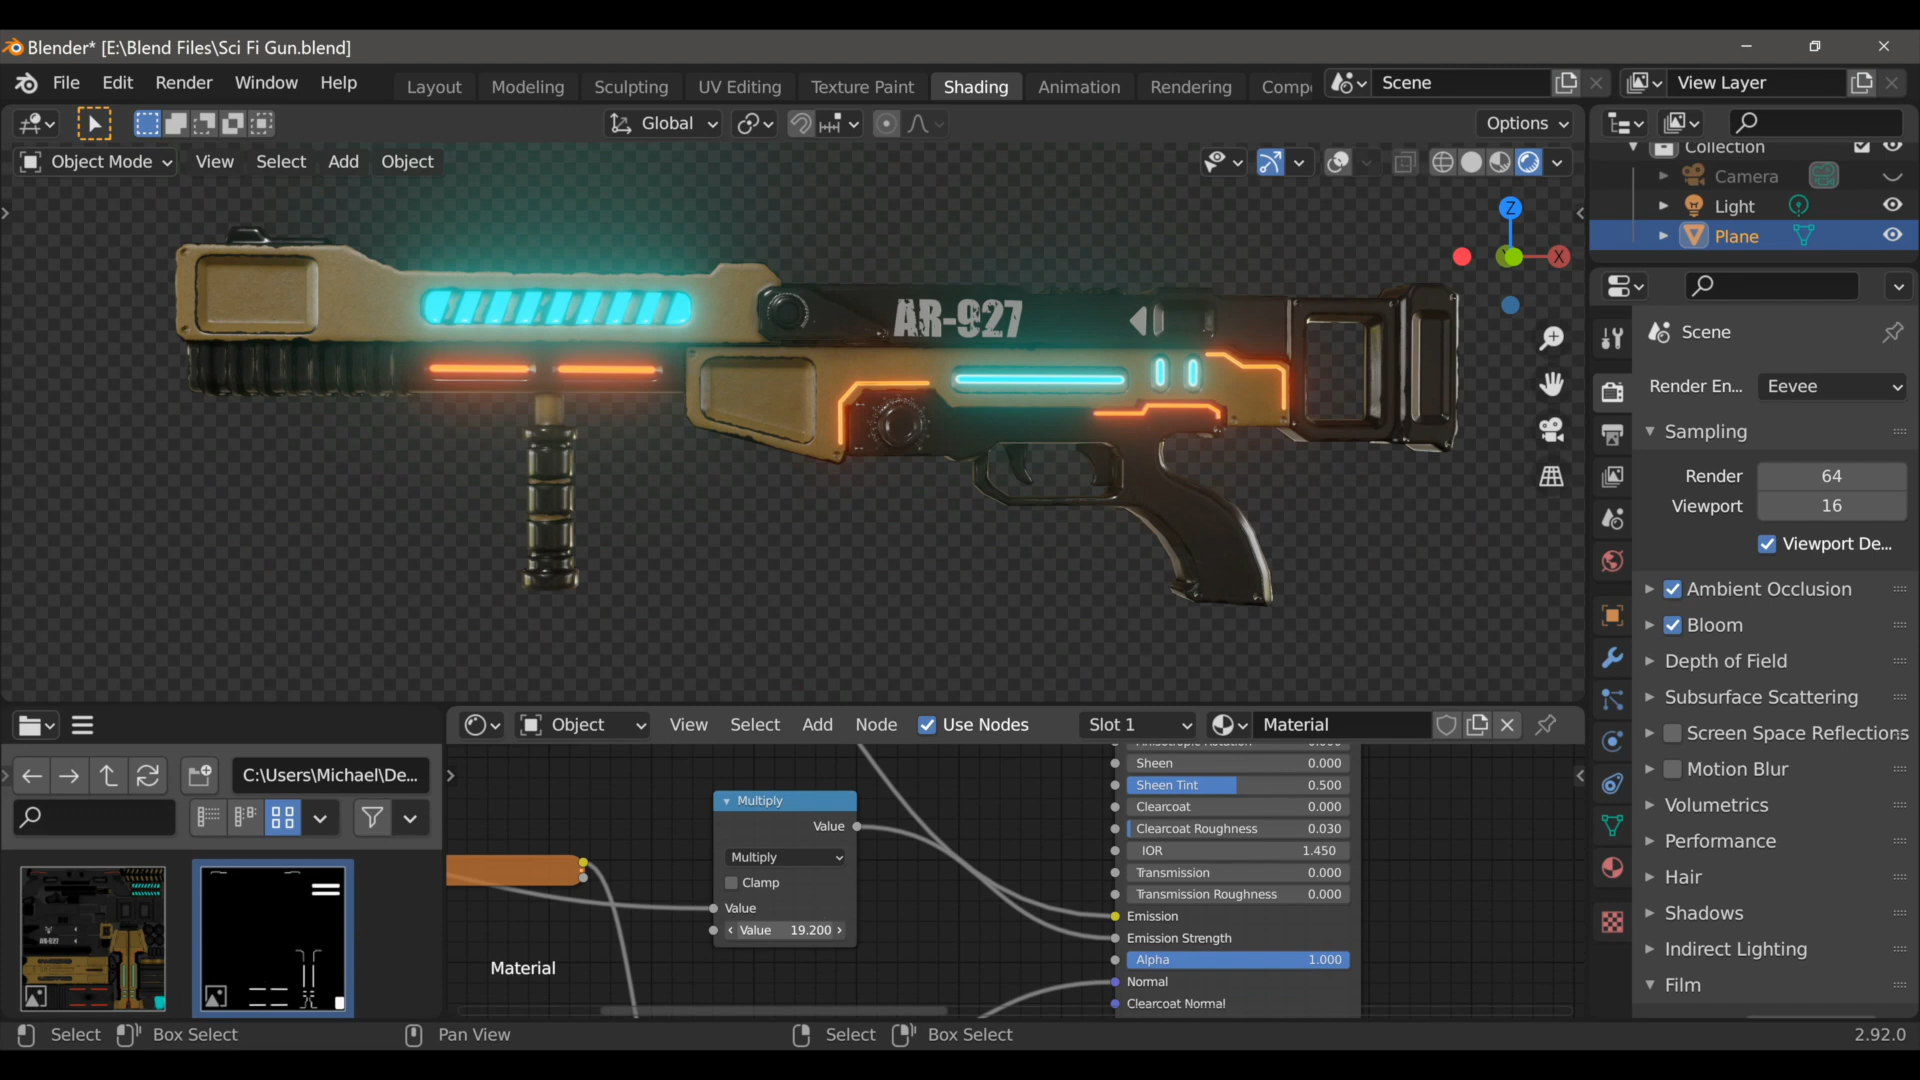 Blender* [E:\Blend Files\Sci Fi Gun.blend]
File Edit Render Window Help Layout Modeling Sculpting UV Editing Texture Paint Shading Animation Rendering Comp Scene View Layer
Global Options
Object Mode View Select Add Object
Collection
Camera
Light
Plane
Z
X
AR-927
Scene
Render En... Eevee
Sampling
Render 64
Viewport 16
Viewport De...
Ambient Occlusion
Bloom
Depth of Field
Subsurface Scattering
Screen Space Reflections
Motion Blur
Volumetrics
Performance
Hair
Shadows
Indirect Lighting
Film
C:\Users\Michael\De...
Object View Select Add Node Use Nodes Slot 1 Material
Multiply
Value
Multiply
Clamp
Value
Value 19.200
Material
Sheen 0.000
Sheen Tint 0.500
Clearcoat 0.000
Clearcoat Roughness 0.030
IOR 1.450
Transmission 0.000
Transmission Roughness 0.000
Emission
Emission Strength
Alpha 1.000
Normal
Clearcoat Normal
Select Box Select Pan View Select Box Select 2.92.0